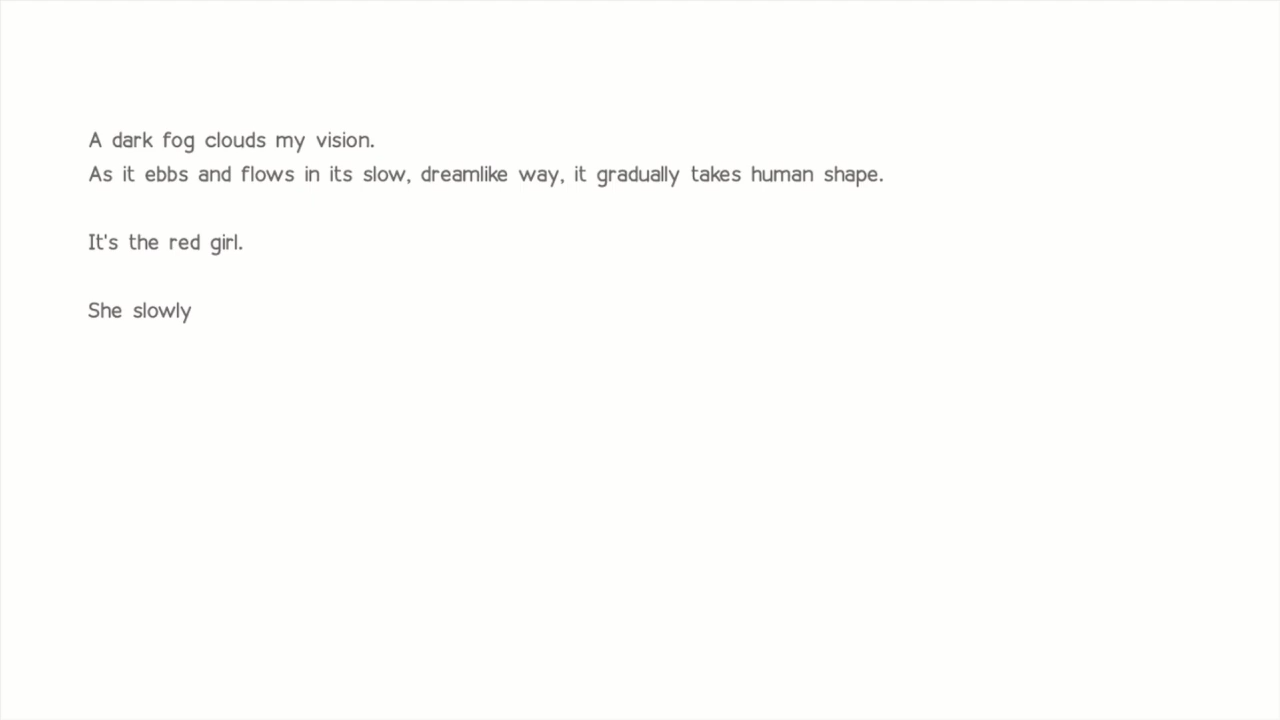 A dark fog clouds my vision.
As it ebbs and flows in its slow, dreamlike way, it gradually takes human shape.
It's the red girl.
She slowly